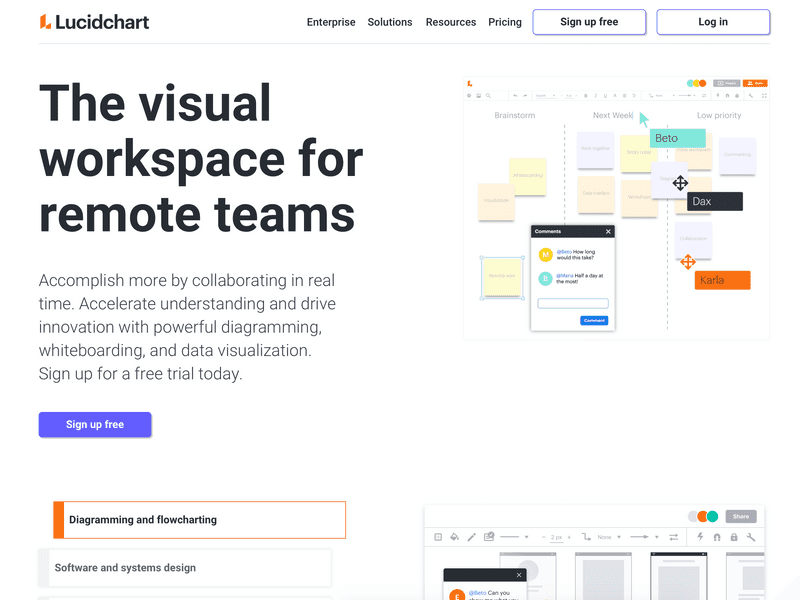 Lucidchart
Enterprise Solutions Resources Pricing Sign up free Log in
The visual
workspace for
remote teams
Accomplish more by collaborating in real
time. Accelerate understanding and drive
innovation with powerful diagramming,
whiteboarding, and data visualization.
Sign up for a free trial today.
Sign up free
Brainstorm Next Week Low priority
Beto
Whiteboarding
Dax
Comments
@Beto How long
would this take?
@Maria Half a day at
the most!
Comment
Karla
Diagramming and flowcharting
Software and systems design
Share
2 px None
@Beto Can you